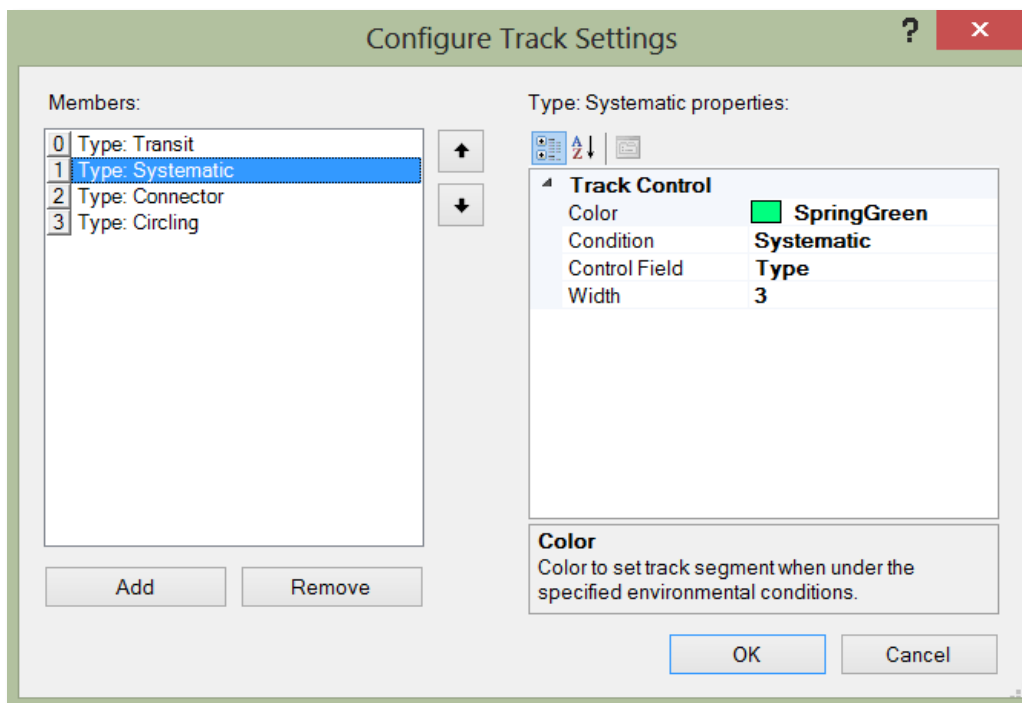 Configure Track Settings
?
x
Members:
0 Type: Transit
1 Type: Systematic
2 Type: Connector
3 Type: Circling
Add
Remove
Type: Systematic properties:
A
Z
Track Control
Color SpringGreen
Condition Systematic
Control Field Type
Width 3
Color
Color to set track segment when under the
specified environmental conditions.
OK
Cancel